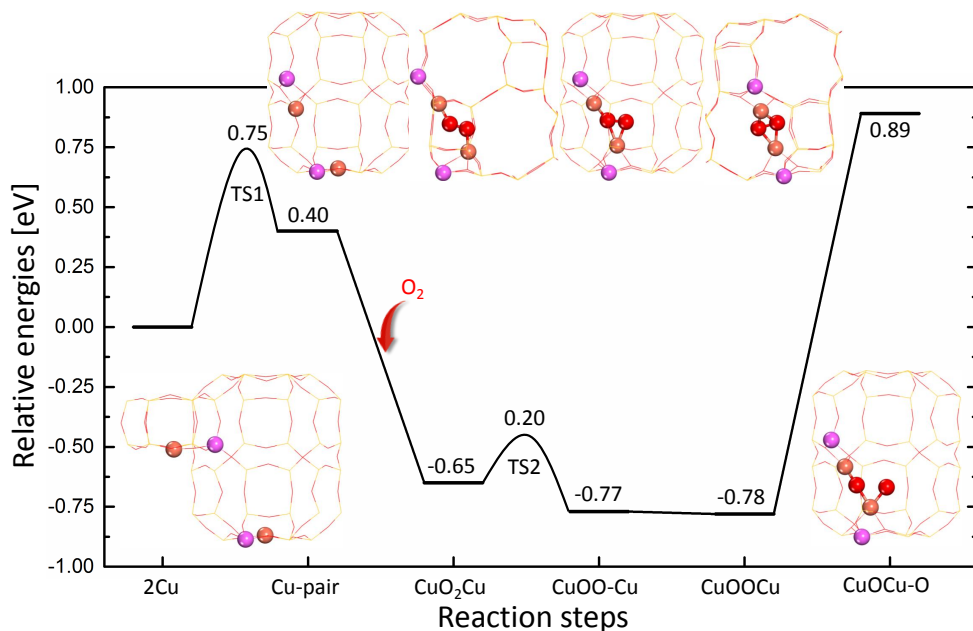 Relative energies [eV]
1.00
0.75
0.50
0.25
0.00
-0.25
-0.50
-0.75
-1.00
0.75
TS1
0.40
O₂
-0.65
0.20
TS2
-0.77
-0.78
0.89
2Cu
Cu-pair
CuO₂Cu
CuOO-Cu
CuOOCu
CuOCu-O
Reaction steps